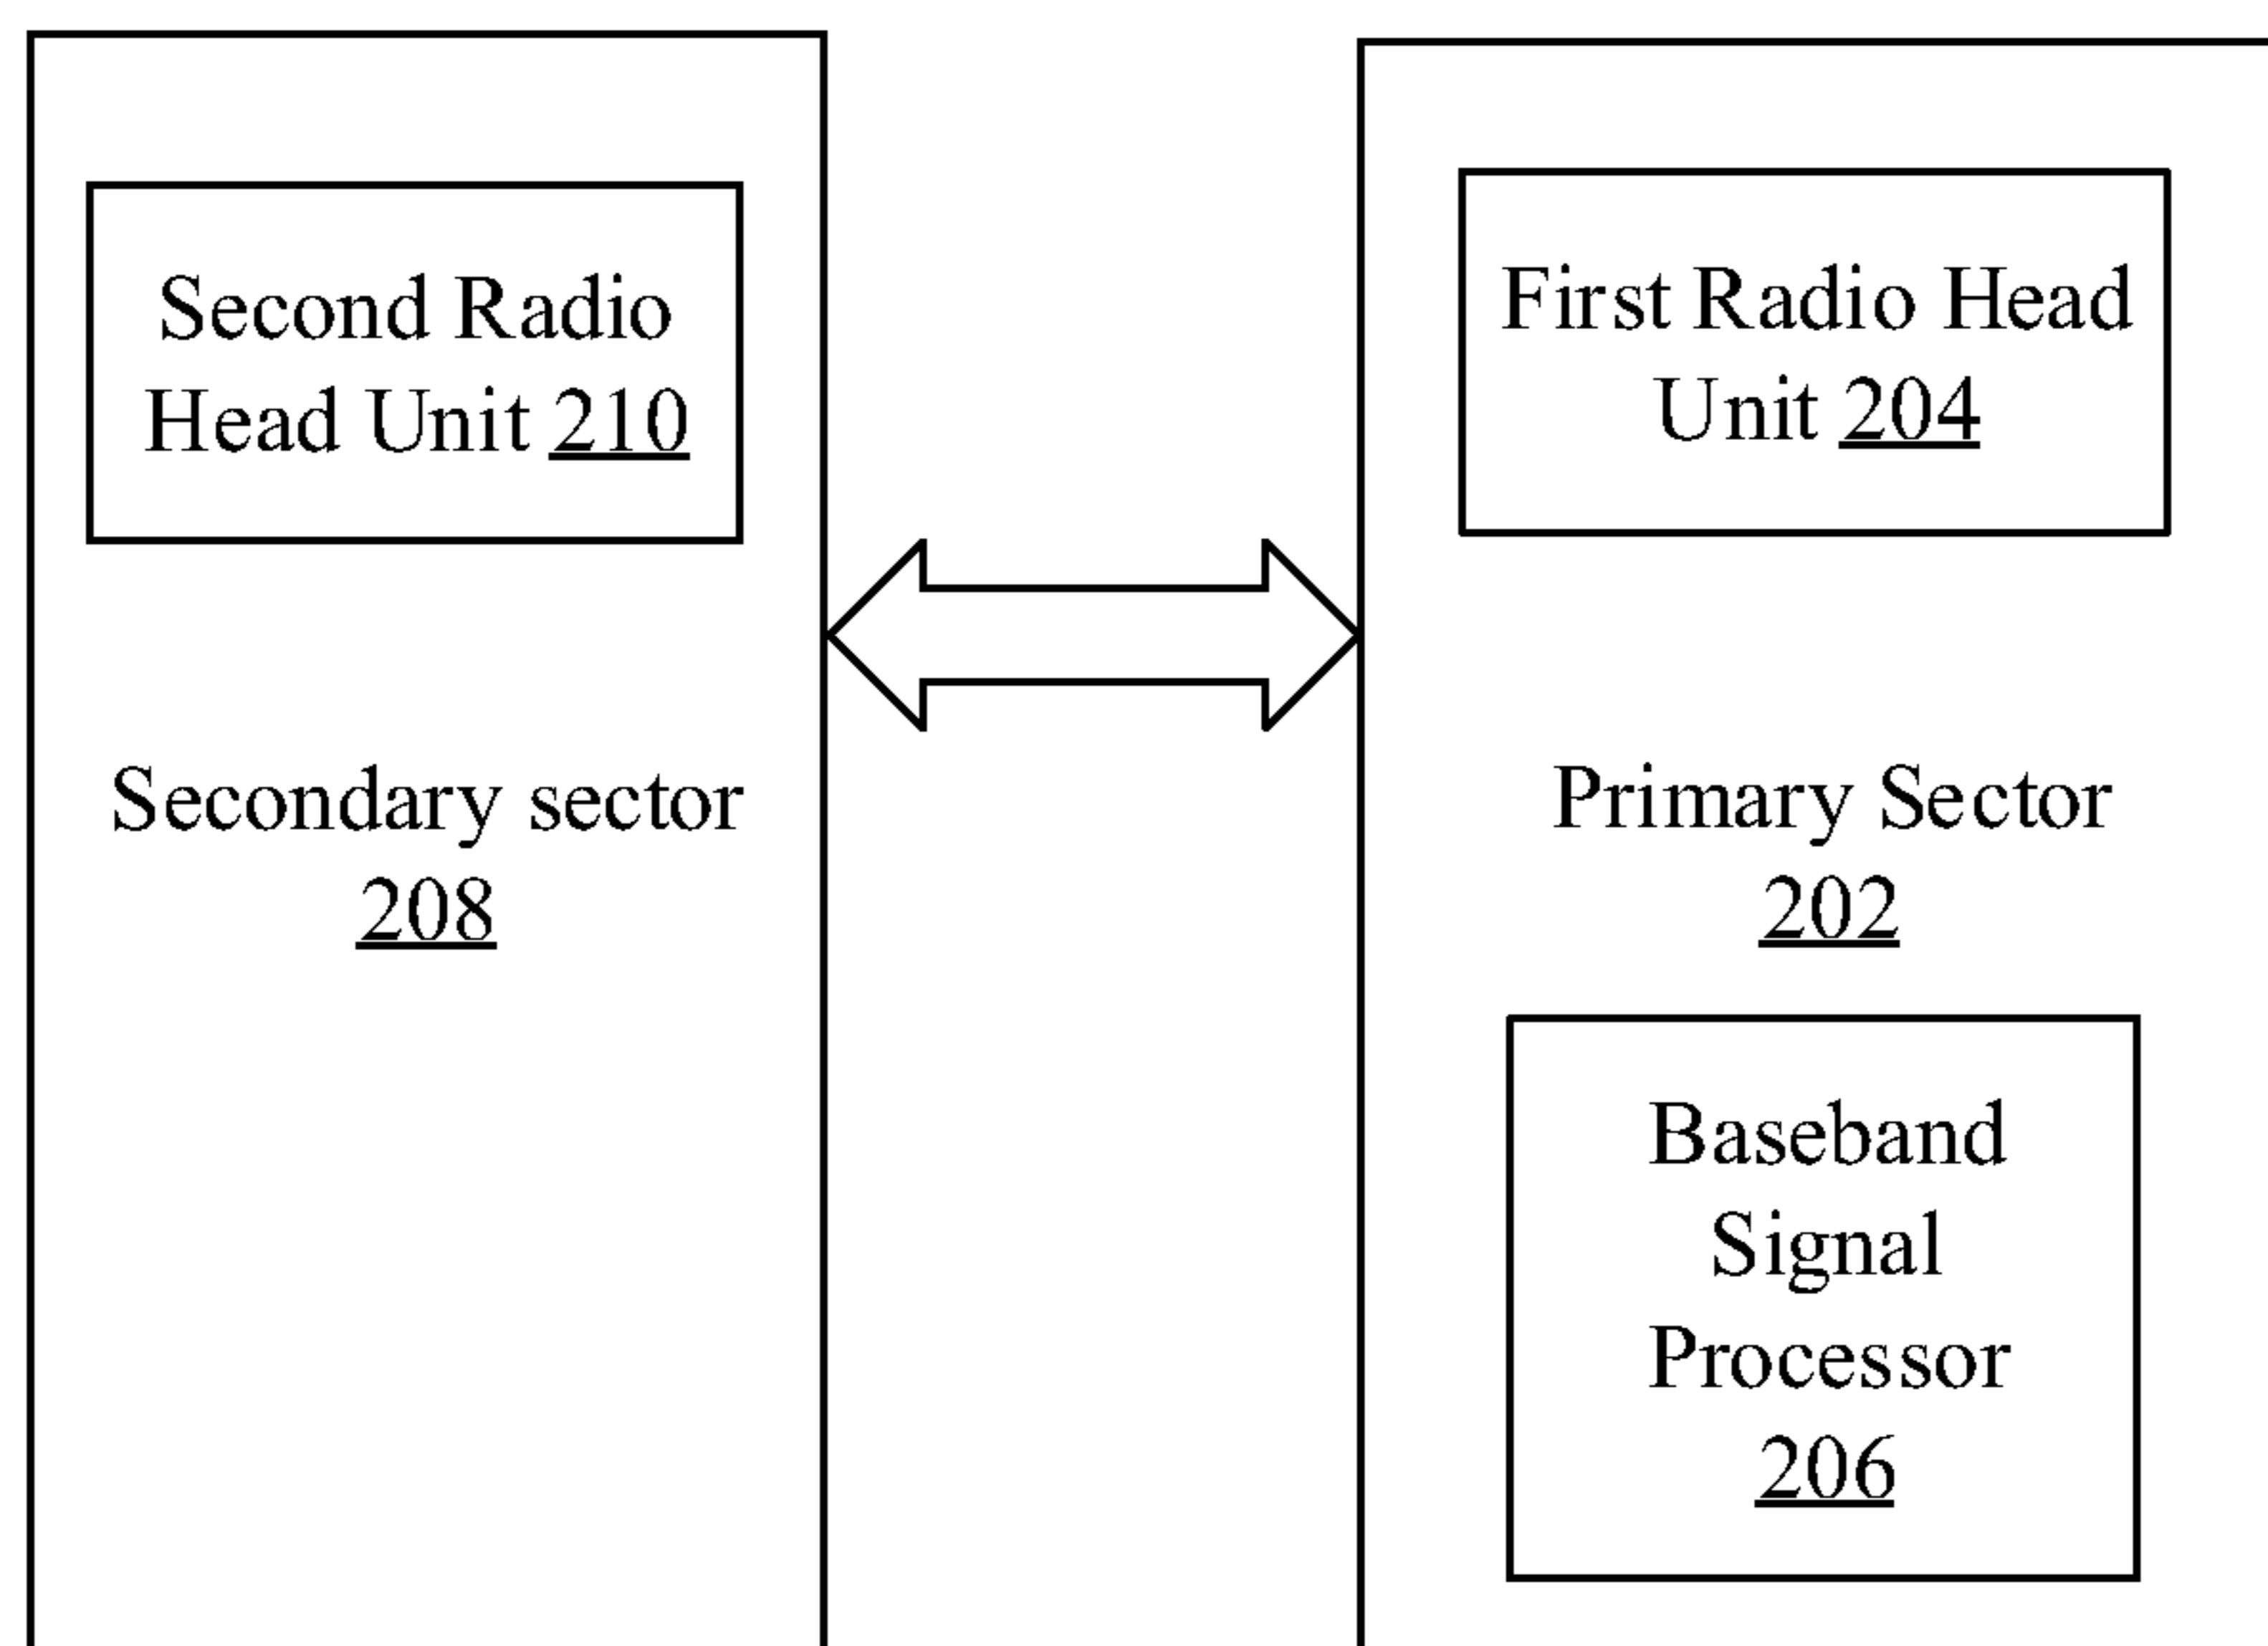 Second Radio
Head Unit 210
Secondary sector
208
First Radio Head
Unit 204
Primary Sector
202
Baseband
Signal
Processor
206